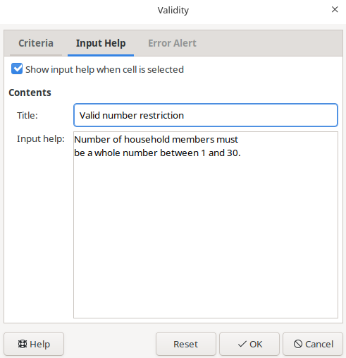 Validity
Criteria Input Help Error Alert
Show input help when cell is selected
Contents
Title: Valid number restriction
Input help: Number of household members must
be a whole number between 1 and 30.
Help Reset OK Cancel